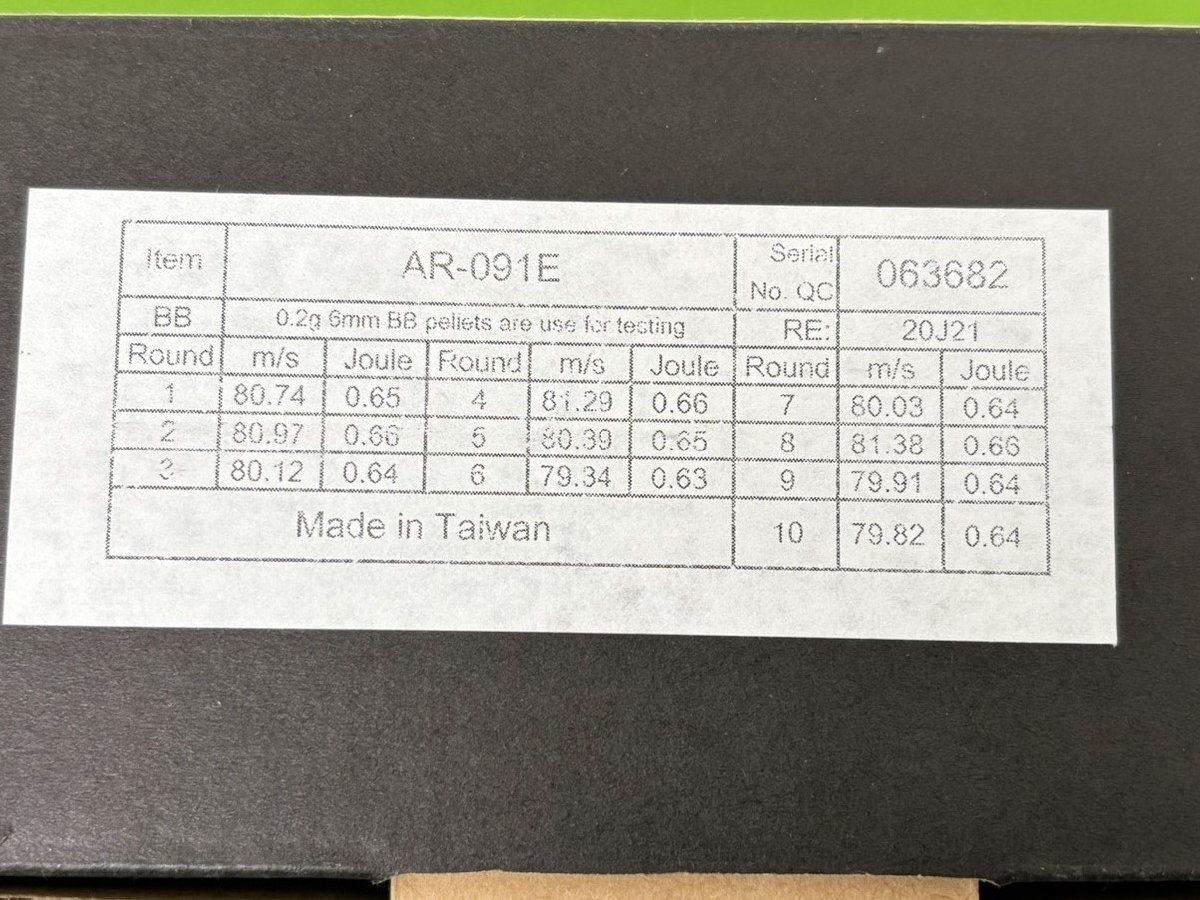 Item AR-091E Serial No. QC 063682
BB 0.2g 6mm BB pellets are use for testing RE: 20J21
Round m/s Joule Round m/s Joule Round m/s Joule
1 80.74 0.65 4 81.29 0.66 7 80.03 0.64
2 80.97 0.66 5 80.39 0.65 8 81.38 0.66
3 80.12 0.64 6 79.34 0.63 9 79.91 0.64
Made in Taiwan 10 79.82 0.64